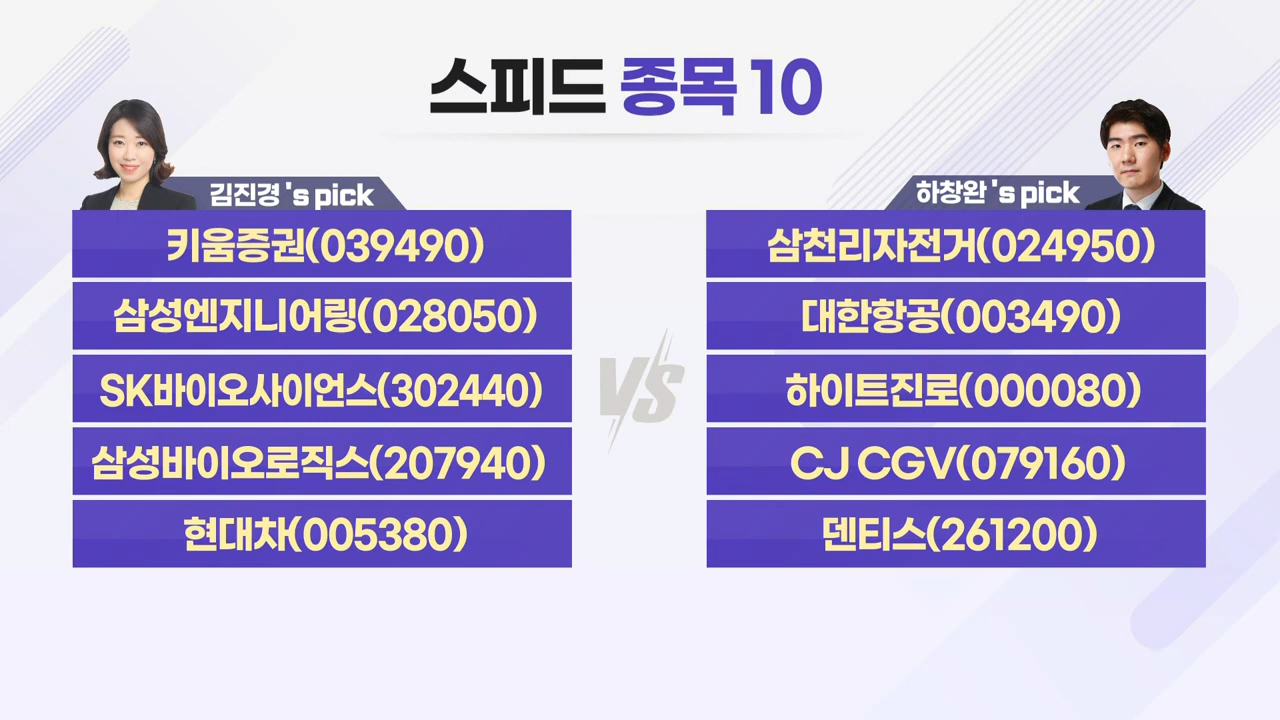 스피드 종목 10
김진경 's pick
키움증권(039490)
삼성엔지니어링(028050)
SK바이오사이언스(302440)
삼성바이오로직스(207940)
현대차(005380)
VS
하창완 's pick
삼천리자전거(024950)
대한항공(003490)
하이트진로(000080)
CJ CGV(079160)
덴티스(261200)